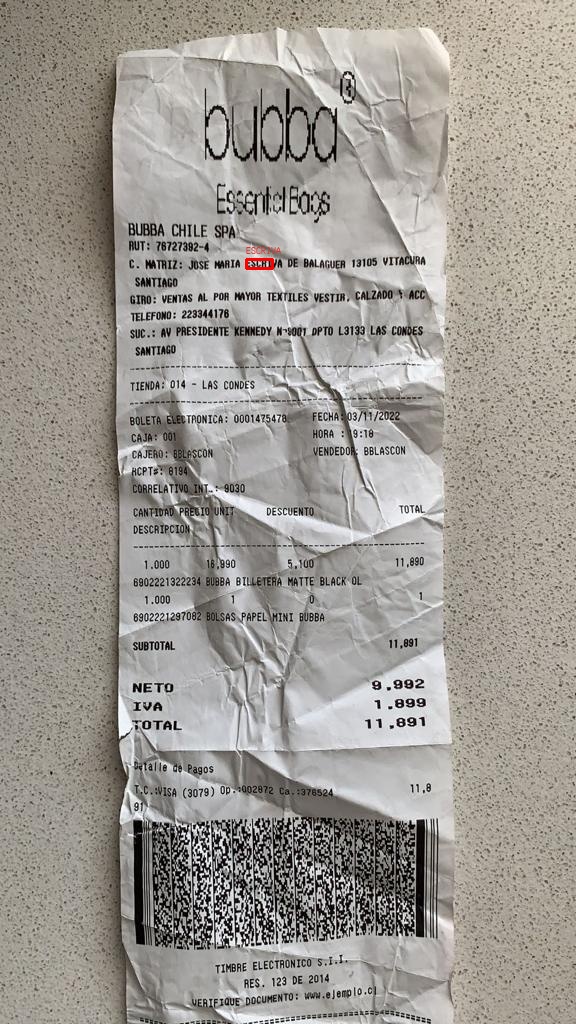 bubba®
Essential Bags
BUBBA CHILE SPA
RUT: 76727392-4
ESCRIVA
C. MATRIZ: JOSE MARIA ESCRIVA DE BALAGUER 13105 VITACURA
SANTIAGO
GIRO: VENTAS AL POR MAYOR TEXTILES VESTIR, CALZADO Y ACC
TELEFONO: 223344176
SUC.: AV PRESIDENTE KENNEDY N°9001 DPTO L3133 LAS CONDES
SANTIAGO
TIENDA: 014 - LAS CONDES
BOLETA ELECTRONICA: 0001475478 FECHA:03/11/2022
CAJA: 001 HORA : 9:18
CAJERO: BBLASCON VENDEDOR: BBLASCON
RCPT#: 8194
CORRELATIVO INT.: 9030
CANTIDAD PRECIO UNIT DESCUENTO TOTAL
DESCRIPCION
1.000 16,990 5,100 11,890
6902221322234 BUBBA BILLETERA MATTE BLACK OL
1.000 1 0 1
6902221297082 BOLSAS PAPEL MINI BUBBA
SUBTOTAL 11,891
NETO 9.992
IVA 1.899
TOTAL 11,891
Detalle de Pagos
T.C.:VISA (3079) Op.:002872 Ca.:376524 11,8
91
TIMBRE ELECTRONICO S.I.I.
RES. 123 DE 2014
VERIFIQUE DOCUMENTO: www.ejemplo.cl